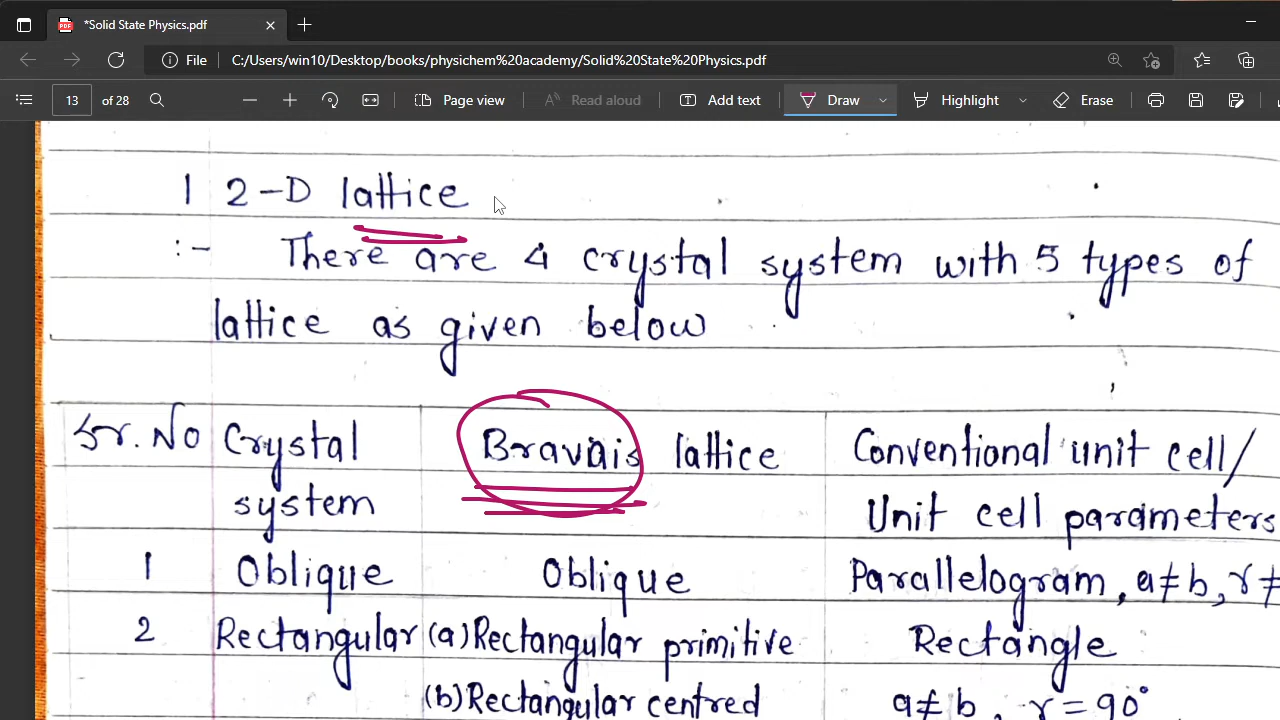 *Solid State Physics.pdf
File C:/Users/win10/Desktop/books/physichem%20academy/Solid%20State%20Physics.pdf
13 of 28 Page view Read aloud Add text Draw Highlight Erase
1 2-D lattice
:- There are 4 crystal system with 5 types of
lattice as given below
Sr. No Crystal system Bravais lattice Conventional unit cell/ Unit cell parameters
1 Oblique Oblique Parallelogram, a≠b, γ≠
2 Rectangular (a) Rectangular primitive Rectangle
(b) Rectangular centred a≠b, γ=90°